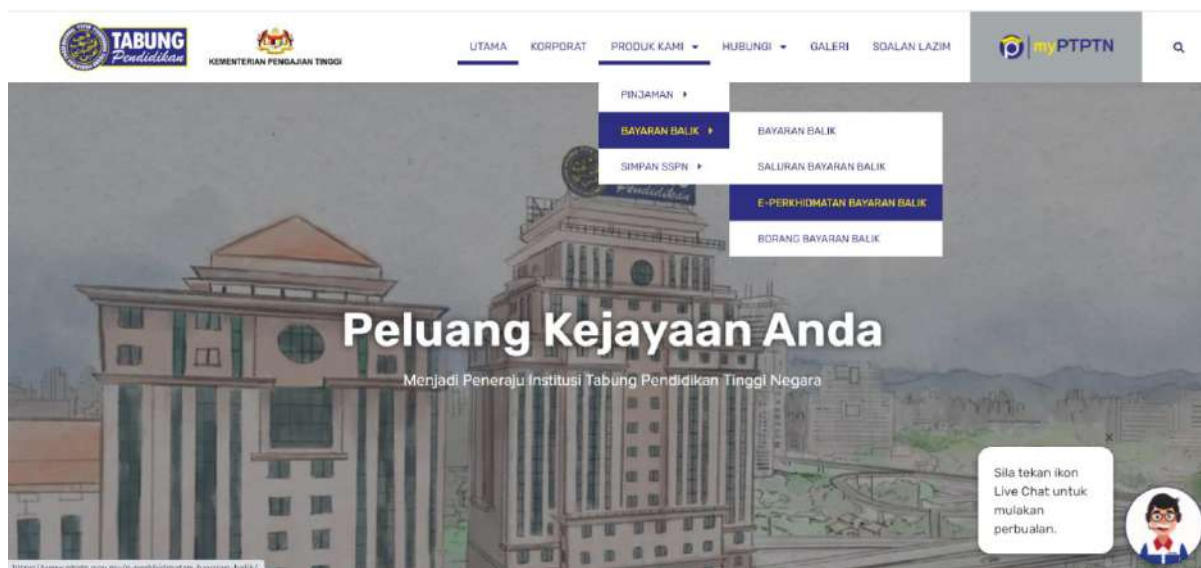 TABUNG
Pendidikan
KEMENTERIAN PENGAJIAN TINGGI
UTAMA
KORPORAT
PRODUK KAMI
HUBUNGI
GALERI
SOALAN LAZIM
myPTPTN
PINJAMAN
BAYARAN BALIK
SIMPAN SSPN
BAYARAN BALIK
SALURAN BAYARAN BALIK
E-PERKHIDMATAN BAYARAN BALIK
BORANG BAYARAN BALIK
Pendidikan
Peluang Kejayaan Anda
Menjadi Peneraju Institusi Tabung Pendidikan Tinggi Negara
Sila tekan ikon
Live Chat untuk
mulakan
perbualan.